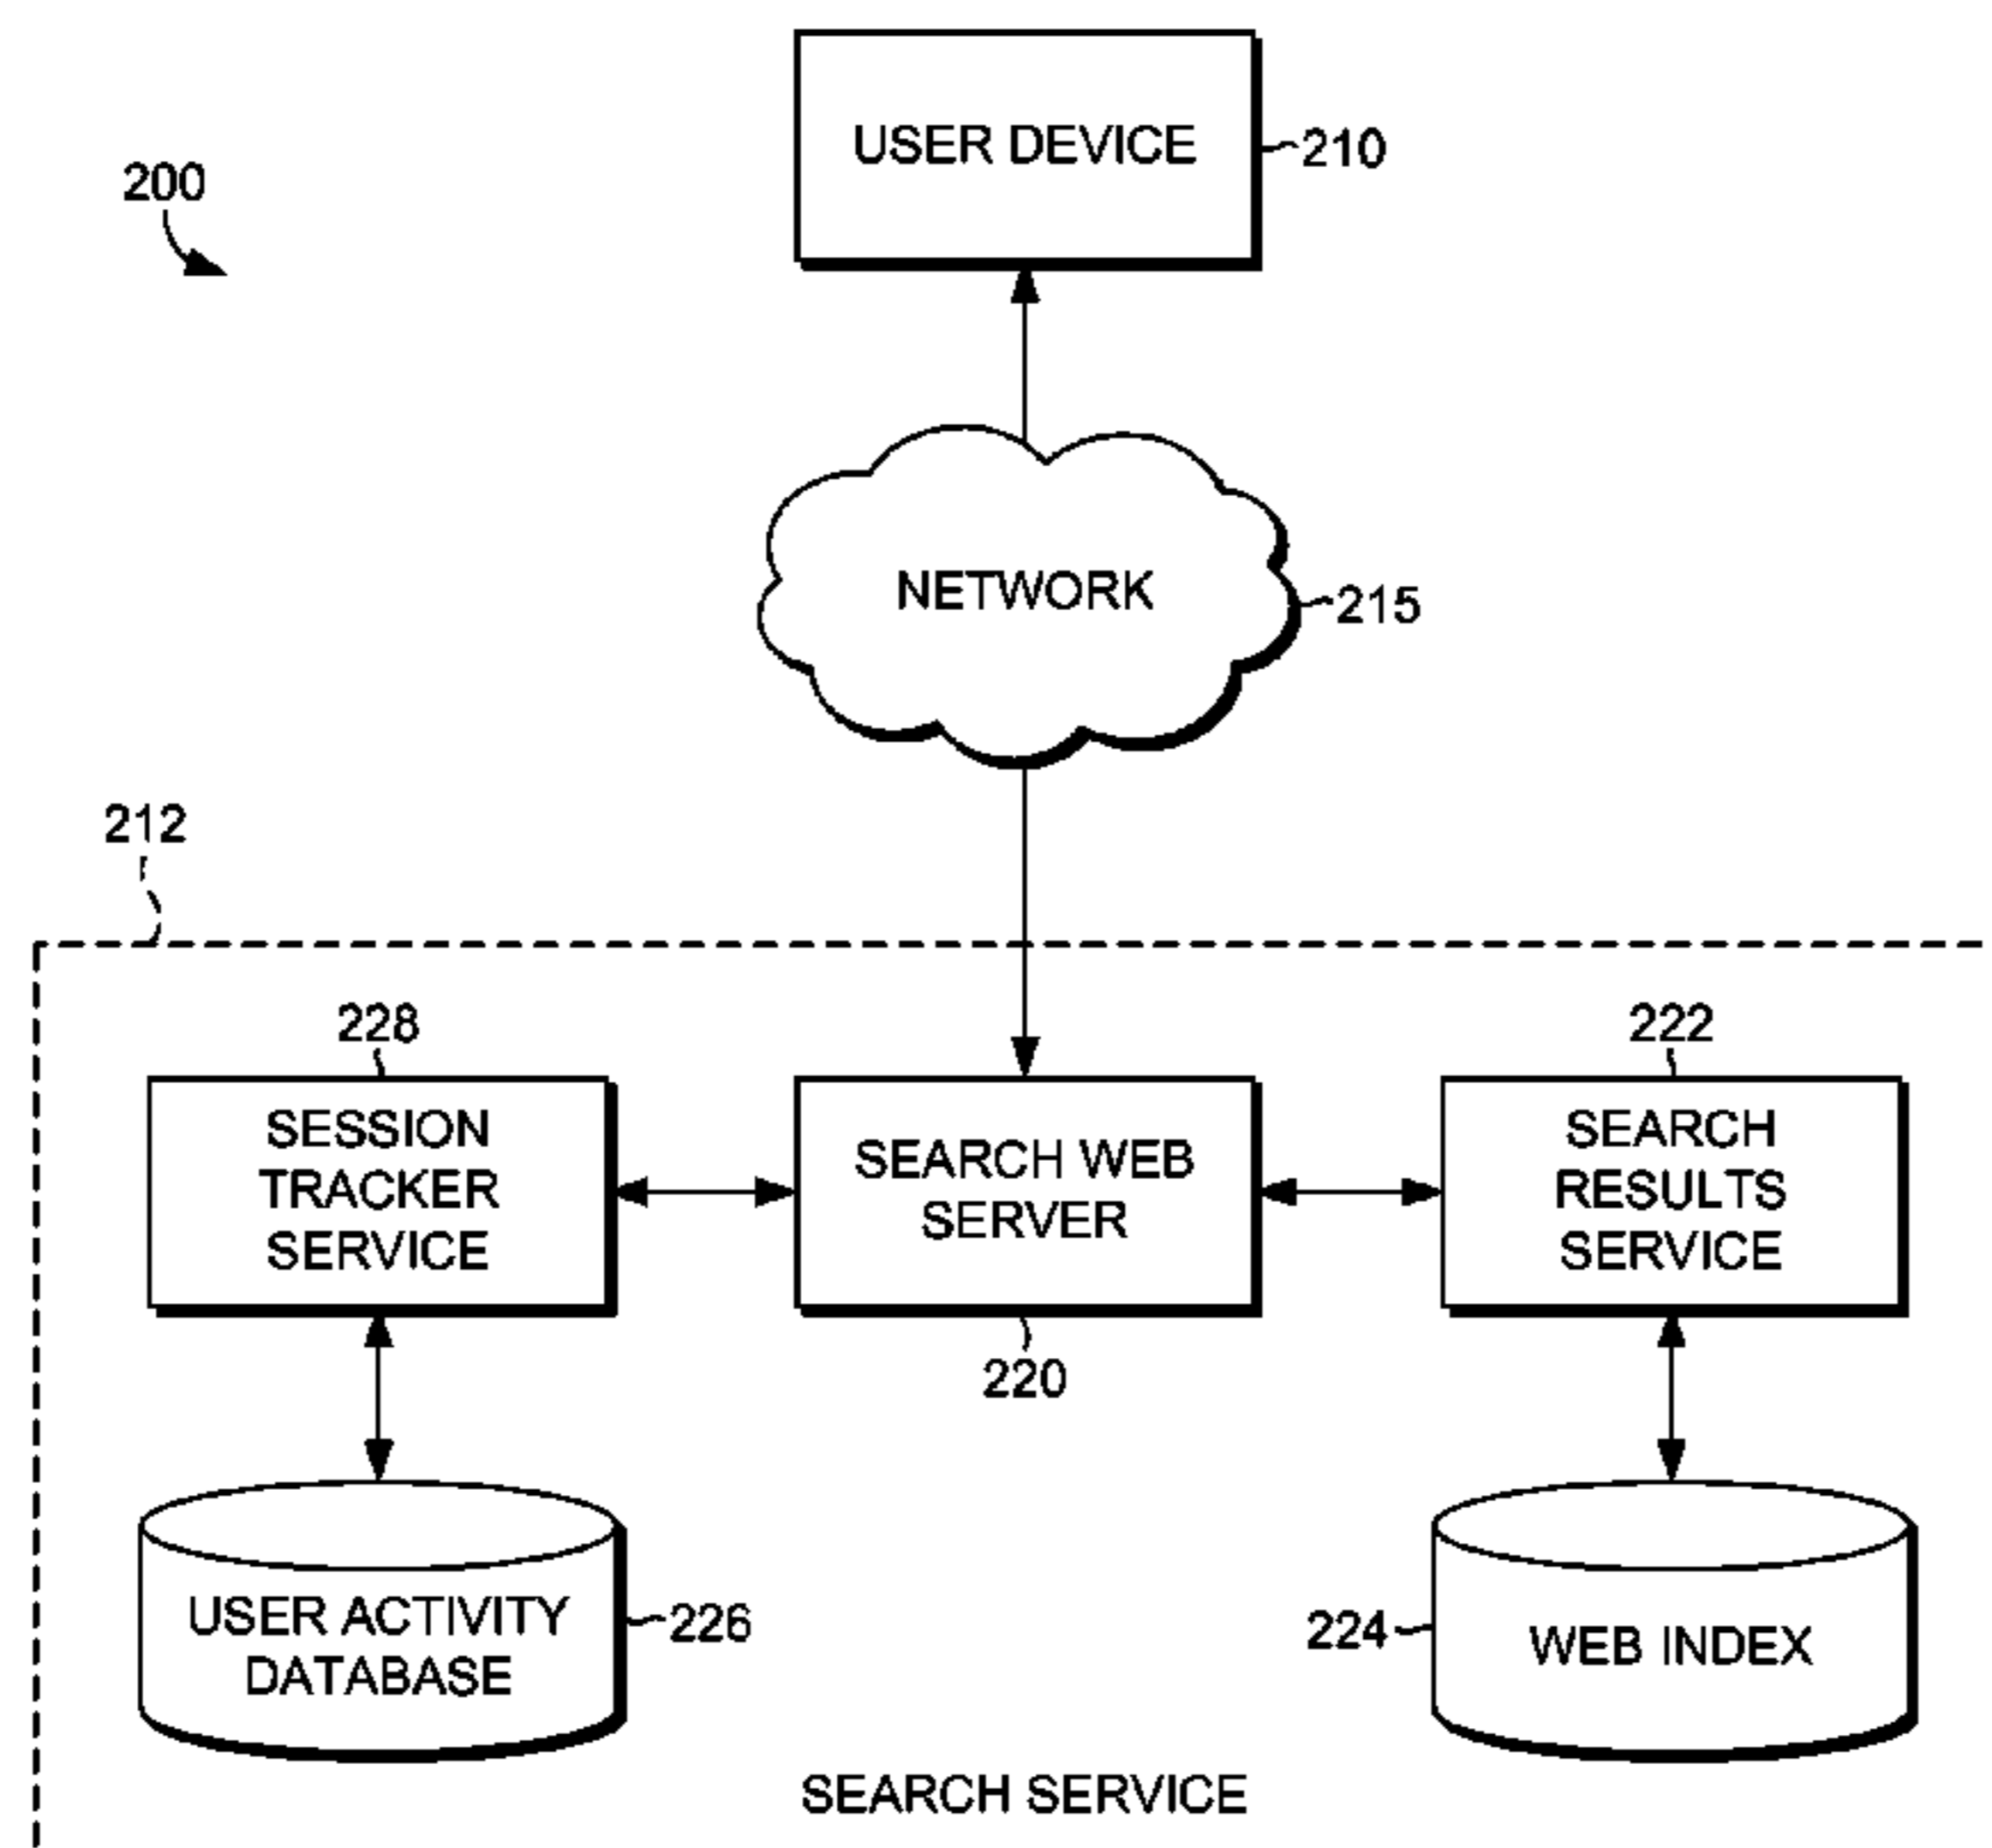 USER DEVICE
210
200
NETWORK
215
212
228
222
SESSION
TRACKER
SERVICE
SEARCH WEB
SERVER
SEARCH
RESULTS
SERVICE
220
USER ACTIVITY
DATABASE
226
224
WEB INDEX
SEARCH SERVICE